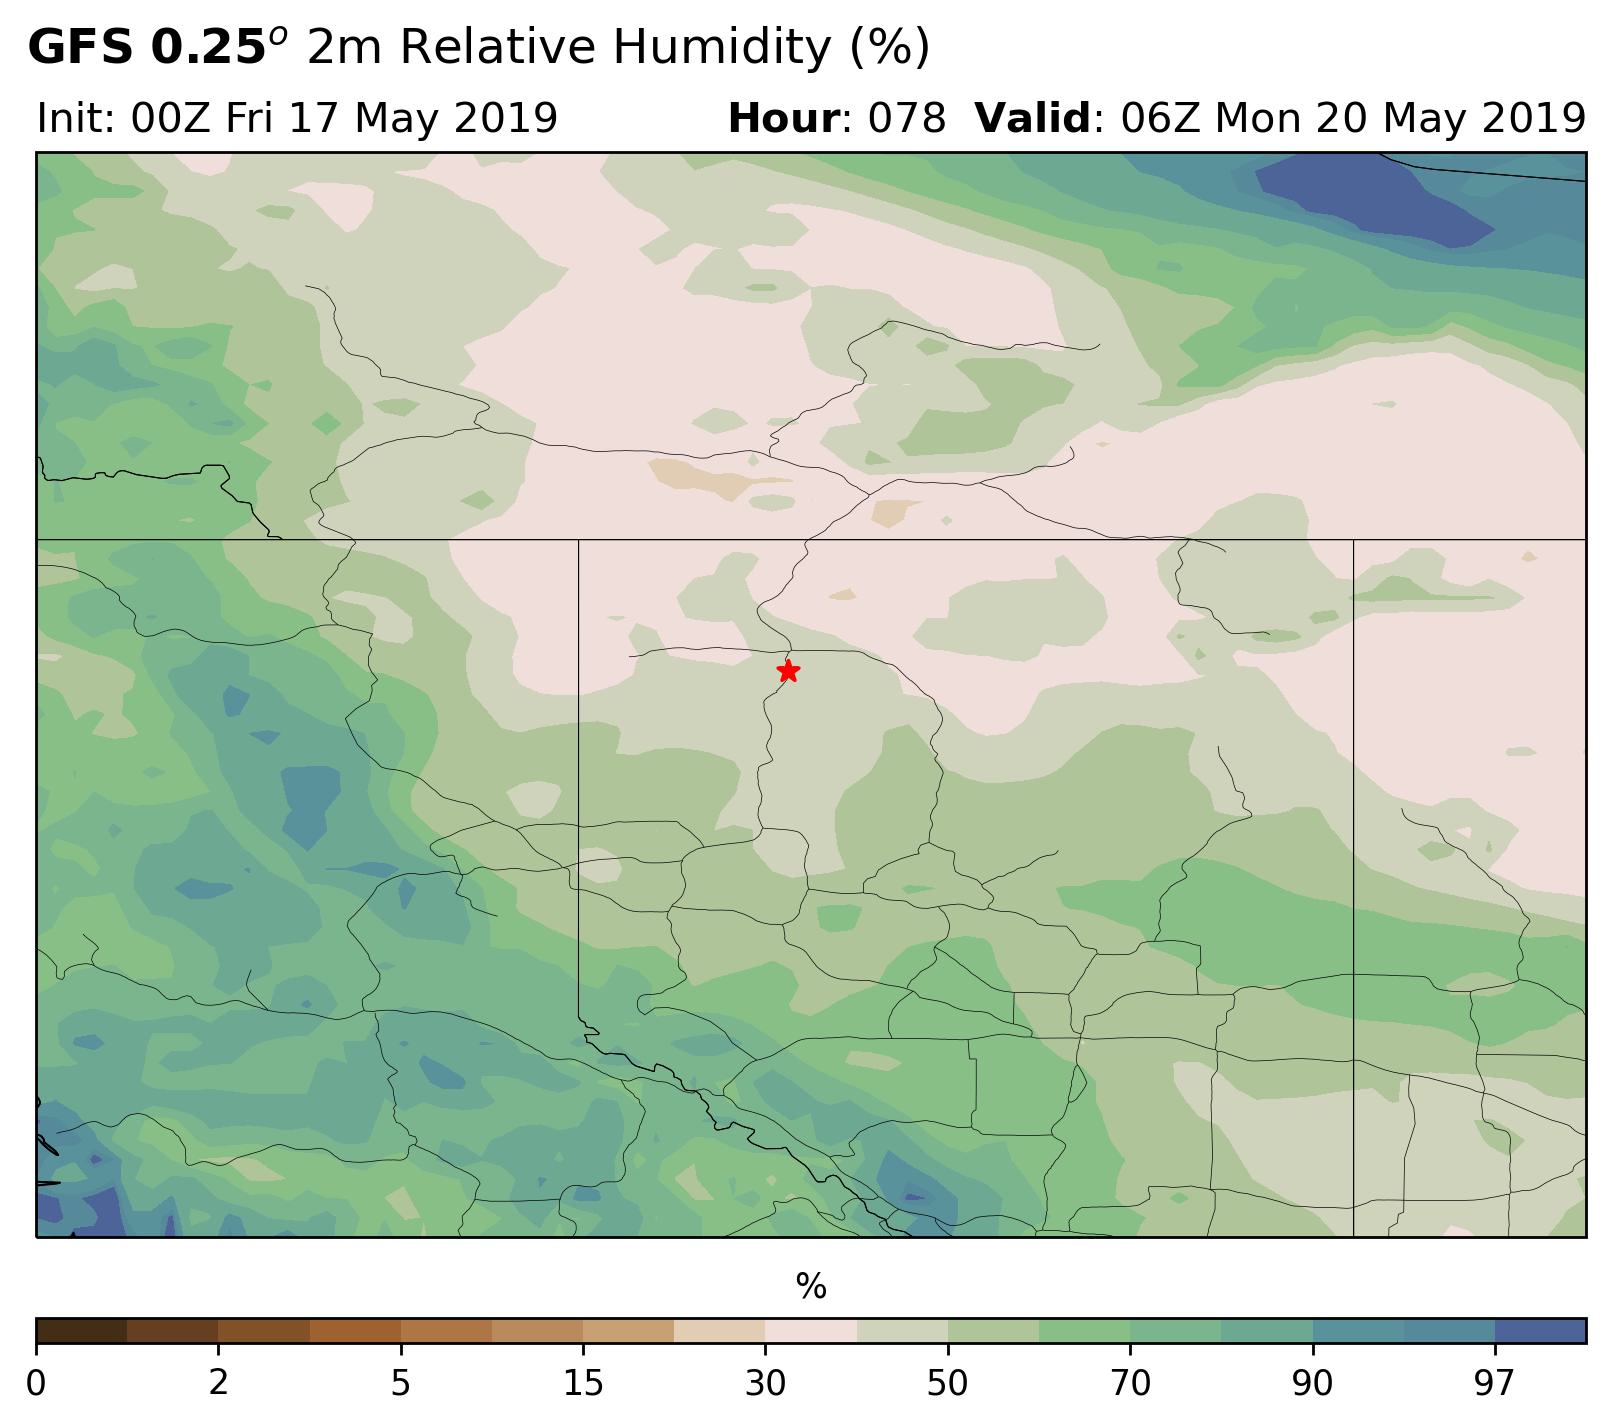 GFS 0.25° 2m Relative Humidity (%)
Init: 00Z Fri 17 May 2019 Hour: 078 Valid: 06Z Mon 20 May 2019
%
0 2 5 15 30 50 70 90 97